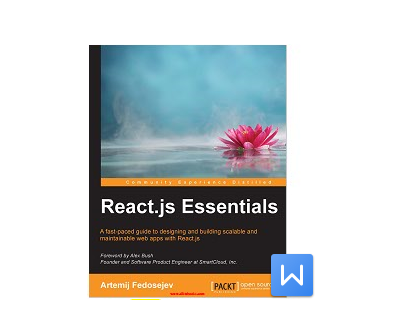 Community Experience Distilled
React.js Essentials
A fast-paced guide to designing and building scalable and
maintainable web apps with React.js
Foreword by Alex Bush
Founder and Software Product Engineer at SmartCloud, Inc.
Artemij Fedosejev
PACKT open source
W